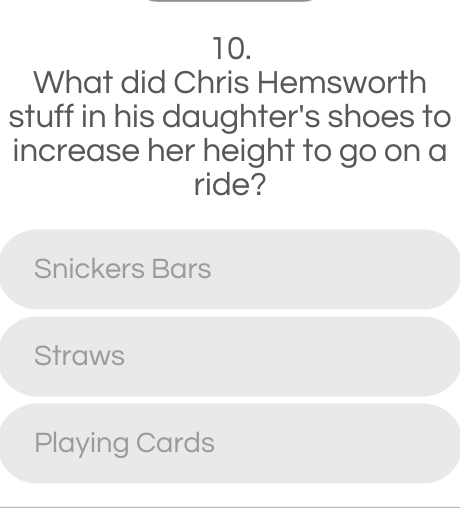 10.
What did Chris Hemsworth
stuff in his daughter's shoes to
increase her height to go on a
ride?
Snickers Bars
Straws
Playing Cards